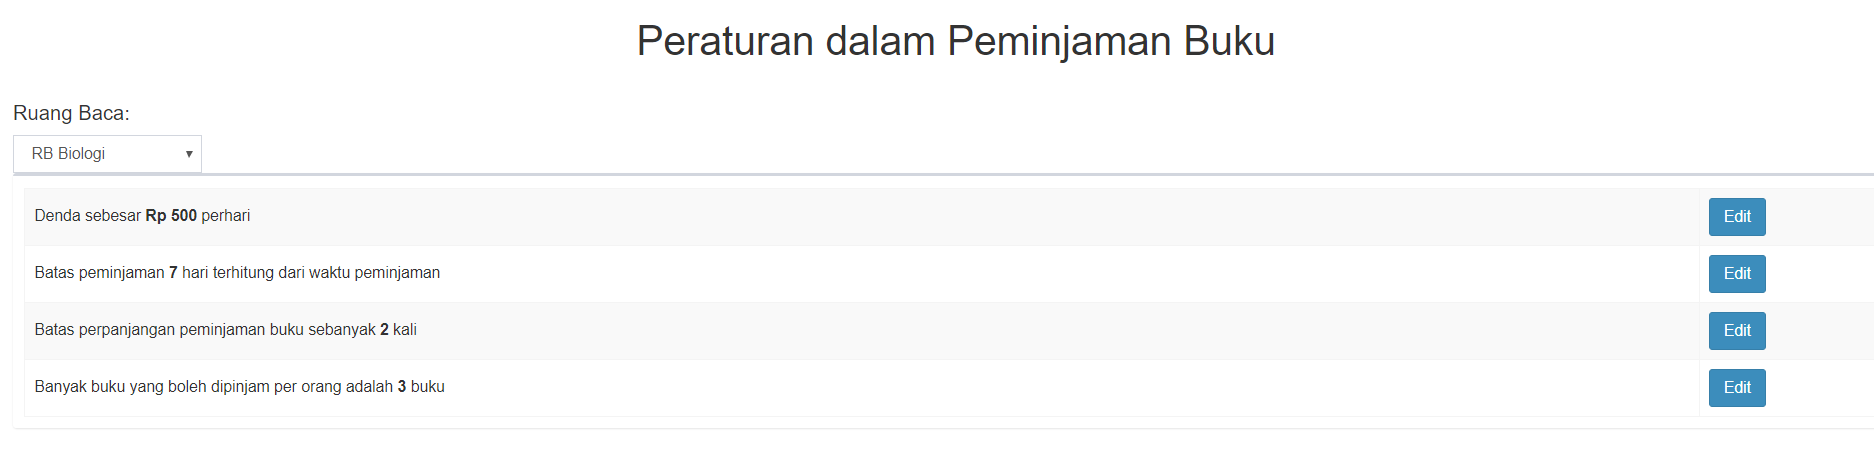 Peraturan dalam Peminjaman Buku
Ruang Baca:
RB Biologi
Denda sebesar Rp 500 perhari
Edit
Batas peminjaman 7 hari terhitung dari waktu peminjaman
Edit
Batas perpanjangan peminjaman buku sebanyak 2 kali
Edit
Banyak buku yang boleh dipinjam per orang adalah 3 buku
Edit